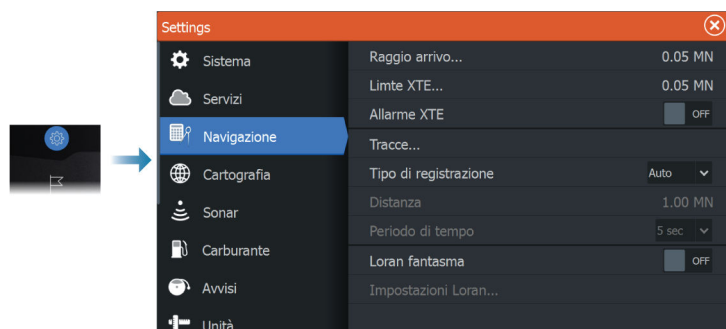 Settings
Sistema
Servizi
Navigazione
Cartografia
Sonar
Carburante
Avvisi
Unità
Raggio arrivo... 0.05 MN
Limte XTE... 0.05 MN
Allarme XTE OFF
Tracce...
Tipo di registrazione Auto
Distanza 1.00 MN
Periodo di tempo 5 sec
Loran fantasma OFF
Impostazioni Loran...